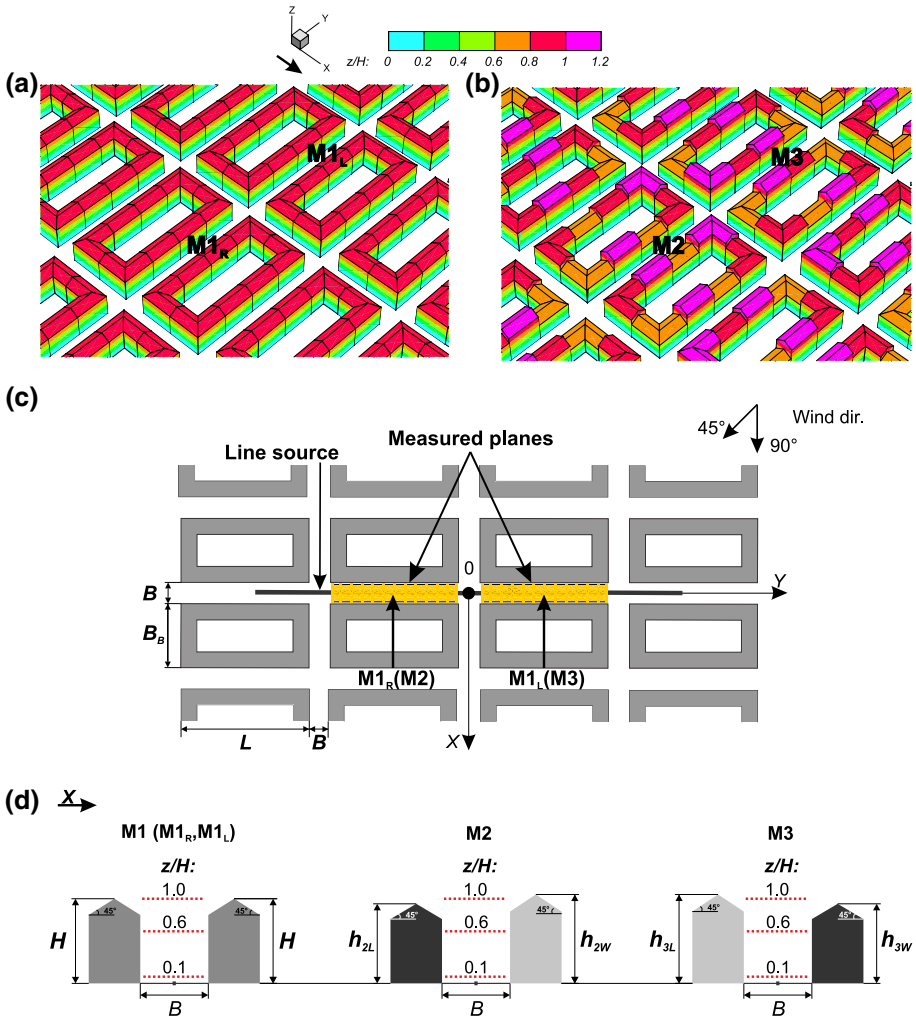 Z
Y
X
z/H: 0 0.2 0.4 0.6 0.8 1 1.2
(a)
(b)
M1L
M3
M1R
M2
(c)
45°
Wind dir.
90°
Measured planes
Line source
0
Y
B
BB
M1R(M2)
M1L(M3)
L
B
X
(d)
X
M1 (M1R,M1L)
M2
M3
z/H:
z/H:
z/H:
1.0
1.0
1.0
45°
45°
45°
45°
45°
45°
0.6
0.6
0.6
H
H
h2L
h2W
h3L
h3W
0.1
0.1
0.1
B
B
B